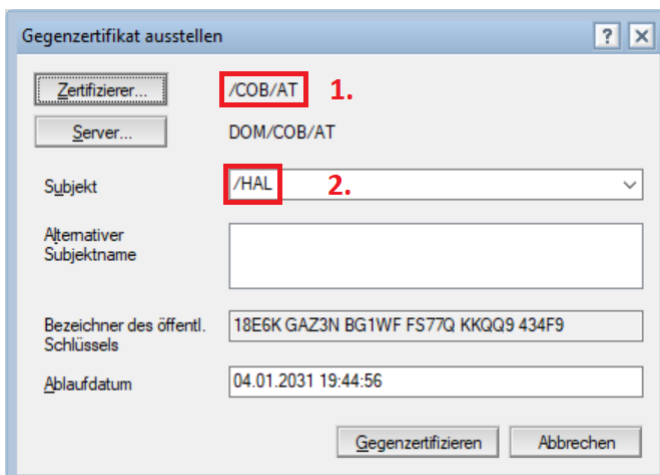 Gegenzertifikat ausstellen
Zertifizierer... /COB/AT 1.
Server... DOM/COB/AT
Subjekt /HAL 2.
Alternativer
Subjektname
Bezeichner des öffentl.
Schlüssels
18E6K GAZ3N BG1WF FS77Q KKQQ9 434F9
Ablaufdatum 04.01.2031 19:44:56
Gegenzertifizieren Abbrechen